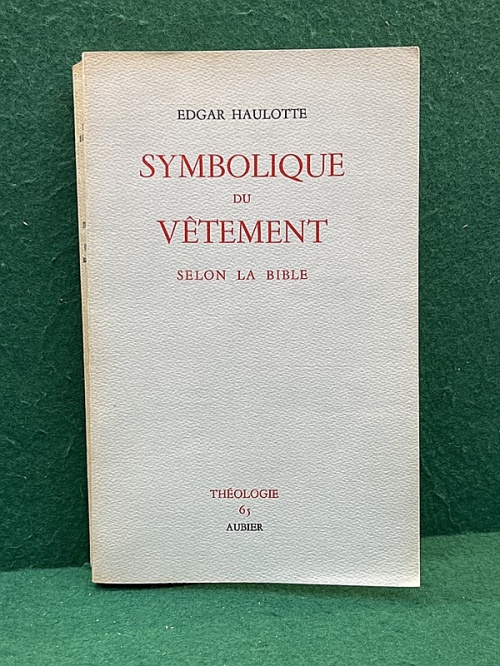 EDGAR HAULOTTE
SYMBOLIQUE
DU
VÊTEMENT
SELON LA BIBLE
THÉOLOGIE
65
AUBIER